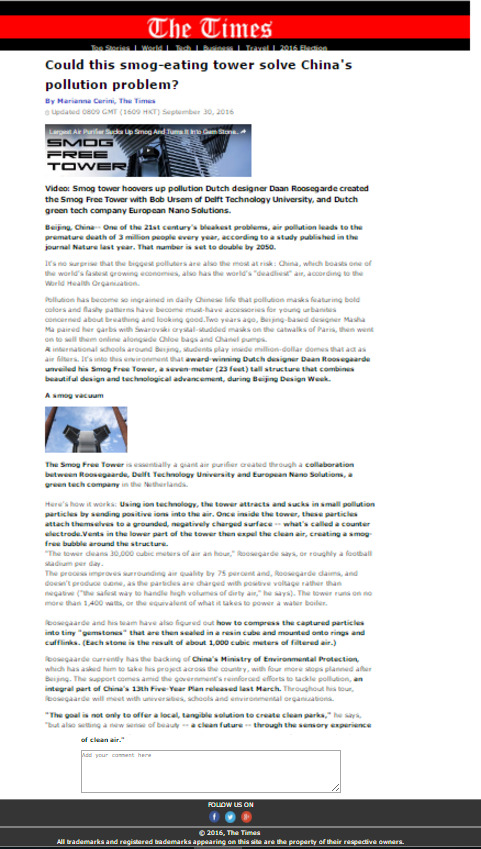 The Times
Top Stories | World | Tech | Business | Travel | 2016 Election
Could this smog-eating tower solve China's
pollution problem?
By Marianna Cerini, The Times
Updated 0809 GMT (1609 HKT) September 30, 2016
Largest Air Purifier Sucks Up Smog And Turns It Into Gem Stone.
SMOG
FREE
TOWER
Video: Smog tower hoovers up pollution Dutch designer Daan Roosegarde created
the Smog Free Tower with Bob Ursem of Delft Technology University, and Dutch
green tech company European Nano Solutions.
Beijing, China-- One of the 21st century's bleakest problems, air pollution leads to the
premature death of 3 million people every year, according to a study published in the
journal Nature last year. That number is set to double by 2050.
It's no surprise that the biggest polluters are also the most at risk: China, which boasts one of
the world's fastest growing economies, also has the world's "deadliest" air, according to the
World Health Organization.
Pollution has become so ingrained in daily Chinese life that pollution masks featuring bold
colors and flashy patterns have become must-have accessories for young urbanites
concerned about breathing and looking good.Two years ago, Beijing-based designer Masha
Ma paired her garbs with Swarovski crystal-studded masks on the catwalks of Paris, then went
on to sell them online alongside Chloe bags and Chanel pumps.
At international schools around Beijing, students play inside million-dollar domes that act as
air filters. It's into this environment that award-winning Dutch designer Daan Roosegaarde
unveiled his Smog Free Tower, a seven-meter (23 feet) tall structure that combines
beautiful design and technological advancement, during Beijing Design Week.
A smog vacuum
The Smog Free Tower is essentially a giant air purifier created through a collaboration
between Roosegaarde, Delft Technology University and European Nano Solutions, a
green tech company in the Netherlands.
Here's how it works: Using ion technology, the tower attracts and sucks in small pollution
particles by sending positive ions into the air. Once inside the tower, these particles
attach themselves to a grounded, negatively charged surface -- what's called a counter
electrode.Vents in the lower part of the tower then expel the clean air, creating a smog-
free bubble around the structure.
"The tower cleans 30,000 cubic meters of air an hour," Roosegarde says, or roughly a football
stadium per day.
The process improves surrounding air quality by 75 percent and, Roosegarde claims, and
doesn't produce ozone, as the particles are charged with positive voltage rather than
negative ("the safest way to handle high volumes of dirty air," he says). The tower runs on no
more than 1,400 watts, or the equivalent of what it takes to power a water boiler.
Roosegaarde and his team have also figured out how to compress the captured particles
into tiny "gemstones" that are then sealed in a resin cube and mounted onto rings and
cufflinks. (Each stone is the result of about 1,000 cubic meters of filtered air.)
Roosegaarde currently has the backing of China's Ministry of Environmental Protection,
which has asked him to take his project across the country, with four more stops planned after
Beijing. The support comes amid the government's reinforced efforts to tackle pollution, an
integral part of China's 13th Five-Year Plan released last March. Throughout his tour,
Roosegaarde will meet with universities, schools and environmental organizations.
"The goal is not only to offer a local, tangible solution to create clean parks," he says,
"but also setting a new sense of beauty -- a clean future -- through the sensory experience
of clean air."
Add your comment here
FOLLOW US ON
© 2016, The Times
All trademarks and registered trademarks appearing on this site are the property of their respective owners.